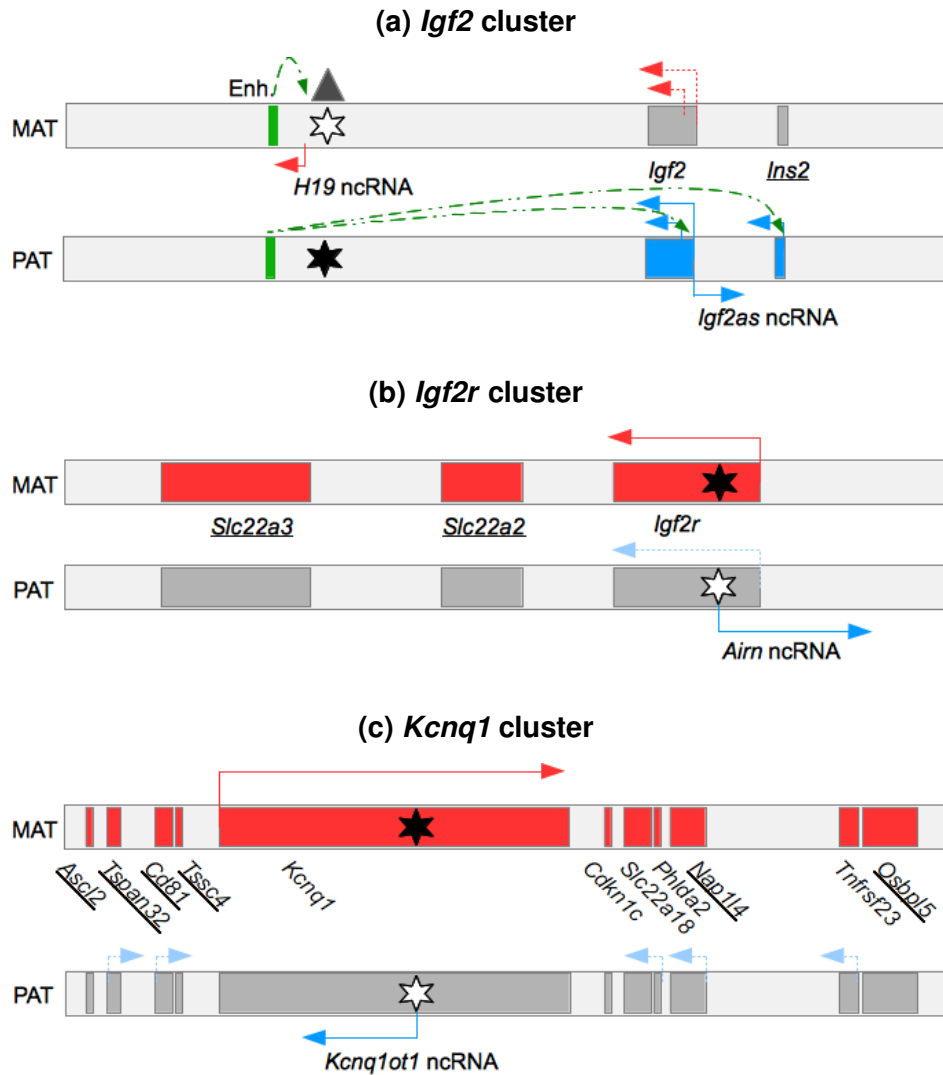 (a) Igf2 cluster
Enh.
MAT
H19 ncRNA
Igf2
Ins2
PAT
Igf2as ncRNA
(b) Igf2r cluster
MAT
Slc22a3
Slc22a2
Igf2r
PAT
Airn ncRNA
(c) Kcnq1 cluster
MAT
Ascl2
Tspan32
Cd81
Tssc4
Kcnq1
Cdkn1c
Slc22a18
Phlda2
Nap1l4
Tnfrsf23
Osbpl5
PAT
Kcnq1ot1 ncRNA